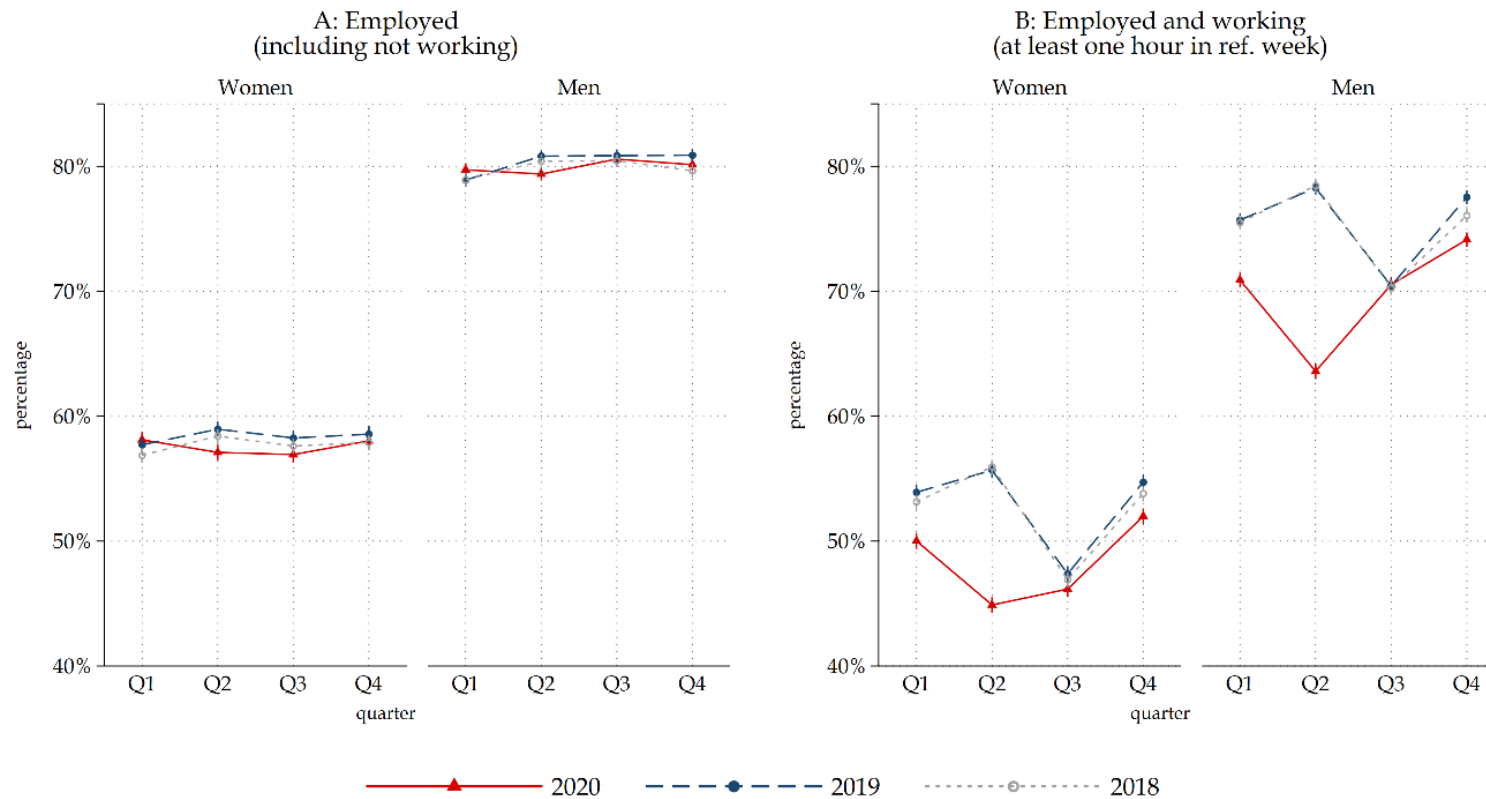 A: Employed
(including not working)
Women
Men
percentage
80%
70%
60%
50%
40%
Q1 Q2 Q3 Q4
Q1 Q2 Q3 Q4
quarter
B: Employed and working
(at least one hour in ref. week)
Women
Men
percentage
80%
70%
60%
50%
40%
Q1 Q2 Q3 Q4
Q1 Q2 Q3 Q4
quarter
2020 2019 2018